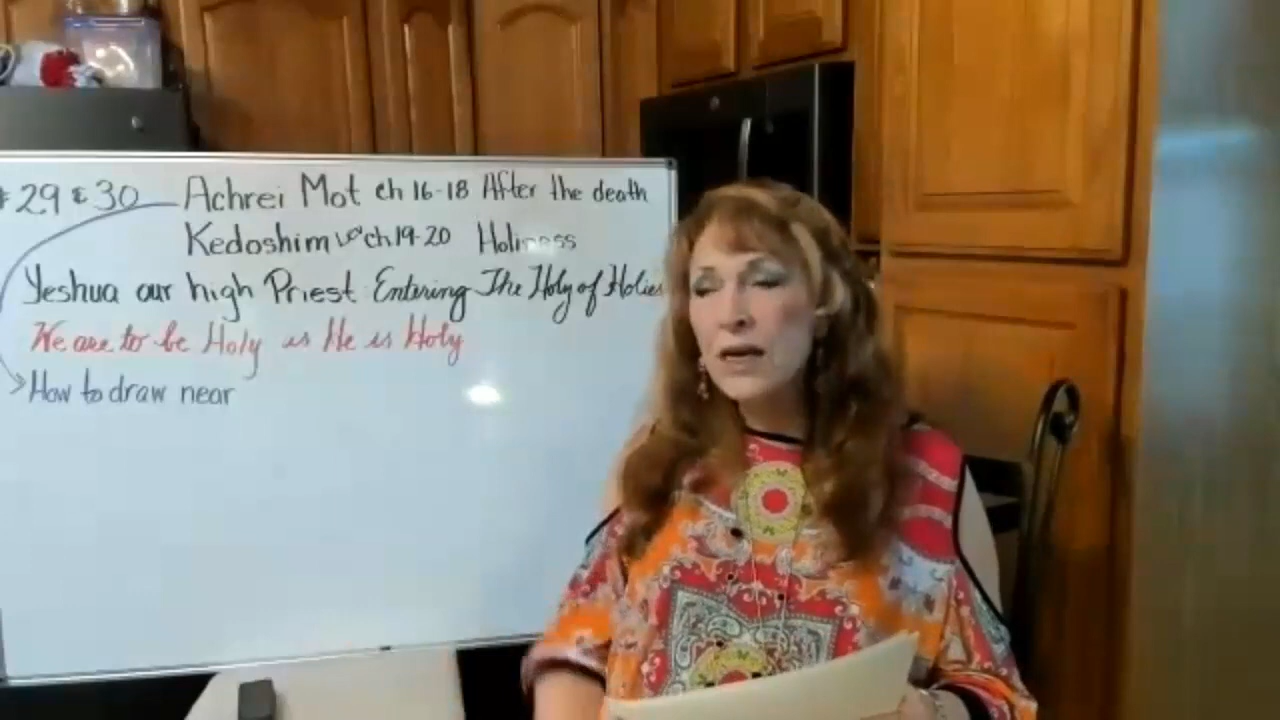 #29 & 30 Achrei Mot ch 16-18 After the death
Kedoshim ch 19-20 Holiness
Yeshua our high Priest Entering The Holy of Holies
We are to be Holy as He is Holy
> How to draw near